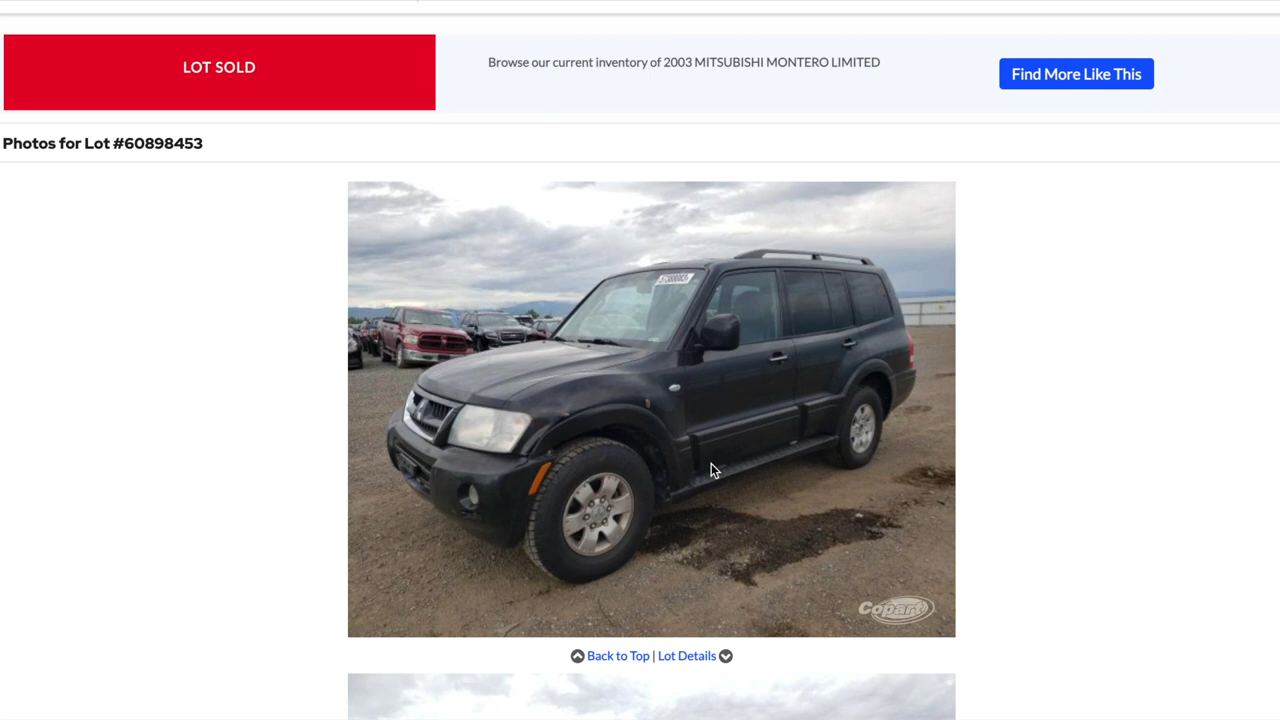 LOT SOLD
Browse our current inventory of 2003 MITSUBISHI MONTERO LIMITED
Find More Like This
Photos for Lot #60898453
Copart
Back to Top | Lot Details